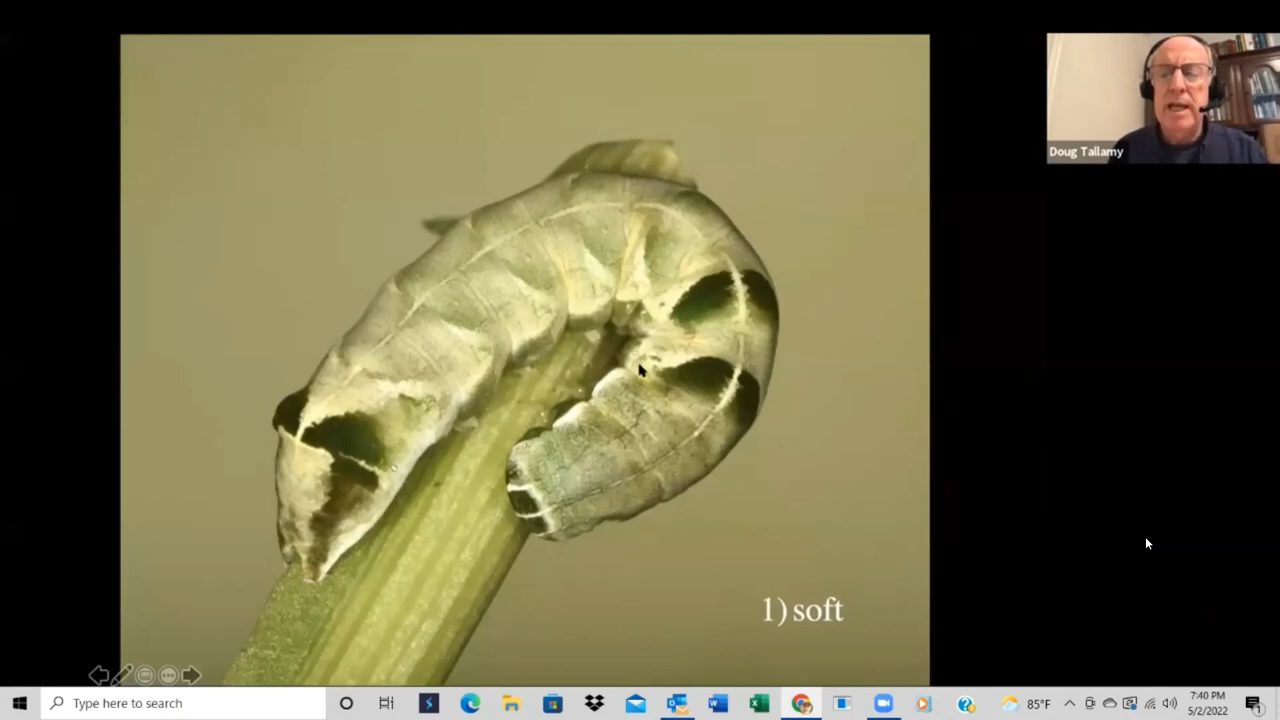 Doug Tallamy
1) soft
Type here to search
85°F
7:40 PM
5/2/2022